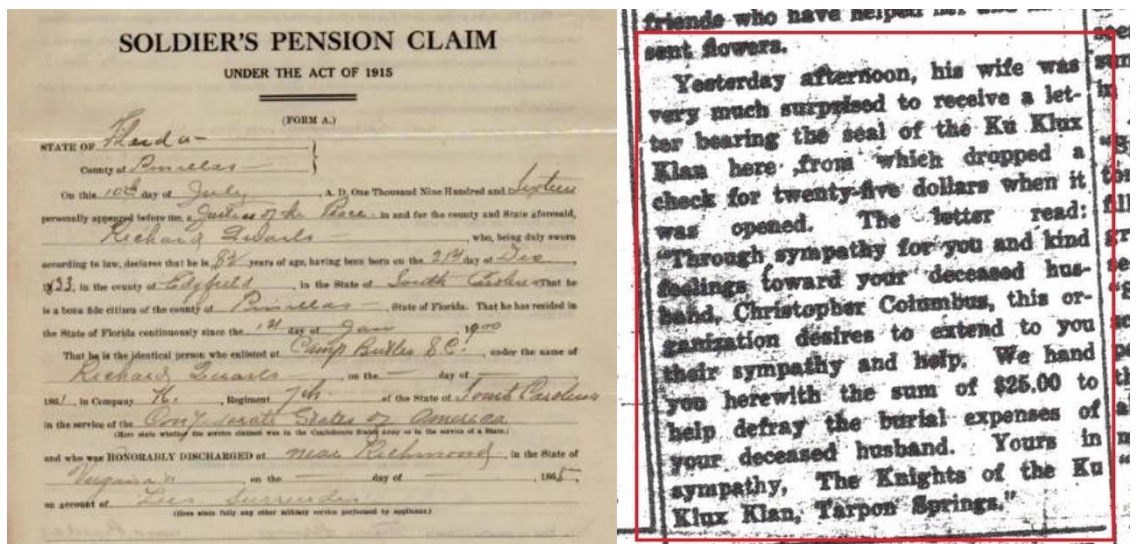 SOLDIER'S PENSION CLAIM
UNDER THE ACT OF 1915
(FORM A.)
STATE OF Florida
County of Pinellas
On this 10th day of July, A. D. One Thousand Nine Hundred and Sixteen
personally appeared before me, a Justice of the Peace in and for the county and State aforesaid,
Richard Quarls, who, being duly sworn
according to law, declares that he is 82 years of age, having been born on the day of Dec,
1833, in the county of Edgefield, in the State of South Carolina That he
is a bona fide citizen of the county of Pinellas, State of Florida. That he has resided in
the State of Florida continuously since the 1st day of Jan, 1900
That he is the identical person who enlisted at Camp Butler S.C., under the name of
Richard Quarls, on the — day of —
1861, in Company K., Regiment 7th of the State of South Carolina
in the service of the Confederate States of America
(Here state whether the service claimed was in the Confederate States Army or in the service of a State.)
and who was HONORABLY DISCHARGED at near Richmond, in the State of
Virginia, on the — day of, 1865,
on account of Lees Surrender
(Here state fully any other military service performed by applicant.)
friends who have helped her and
sent flowers.
Yesterday afternoon, his wife was
very much surprised to receive a let-
ter bearing the seal of the Ku Klux
Klan here ,from which dropped a
check for twenty-five dollars when it
was opened. The letter read:
"Through sympathy for you and kind
feelings toward your deceased hus-
band, Christopher Columbus, this or-
ganization desires to extend to you
their sympathy and help. We hand
you herewith the sum of $25.00 to
help defray the burial expenses of
your deceased husband. Yours in
sympathy, The Knights of the Ku
Klux Klan, Tarpon Springs."